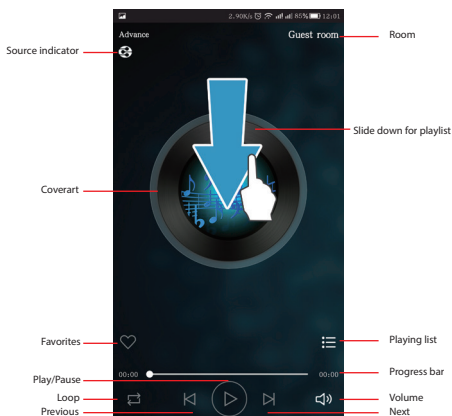 2.90K/s 85% 12:01
Advance
Guest room
Room
Source indicator
Slide down for playlist
Coverart
Favorites
Playing list
00:00
00:00
Progress bar
Play/Pause
Loop
Volume
Previous
Next